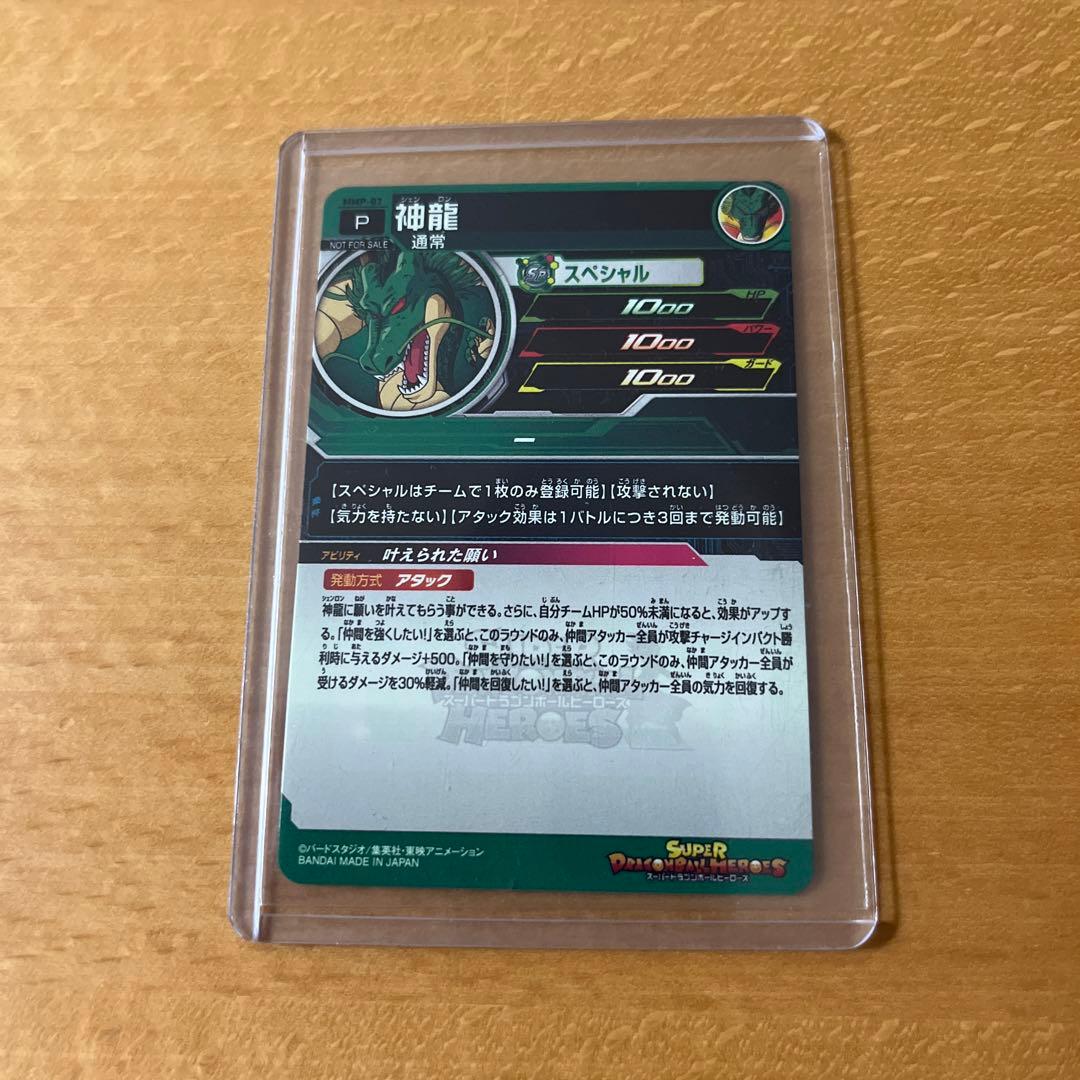 MMP-07
P
NOT FOR SALE
シェン ロン
神龍
通常
SP スペシャル
HP
1000
パワー
1000
ガード
1000
ー
【スペシャルはチームで1枚のみ登録可能】【攻撃されない】
【気力を持たない】【アタック効果は1バトルにつき3回まで発動可能】
アビリティ 叶えられた願い
発動方式 アタック
神龍に願いを叶えてもらう事ができる。さらに、自分チームHPが50%未満になると、効果がアップす
る。「仲間を強くしたい!」を選ぶと、このラウンドのみ、仲間アタッカー全員が攻撃チャージインパクト勝
利時に与えるダメージ+500。「仲間を守りたい!」を選ぶと、このラウンドのみ、仲間アタッカー全員が
受けるダメージを30%軽減。「仲間を回復したい!」を選ぶと、仲間アタッカー全員の気力を回復する。
スーパードラゴンボールヒーローズ
HEROES
©バードスタジオ/集英社・東映アニメーション
BANDAI MADE IN JAPAN
SUPER
DRAGONBALL HEROES
スーパードラゴンボールヒーローズ